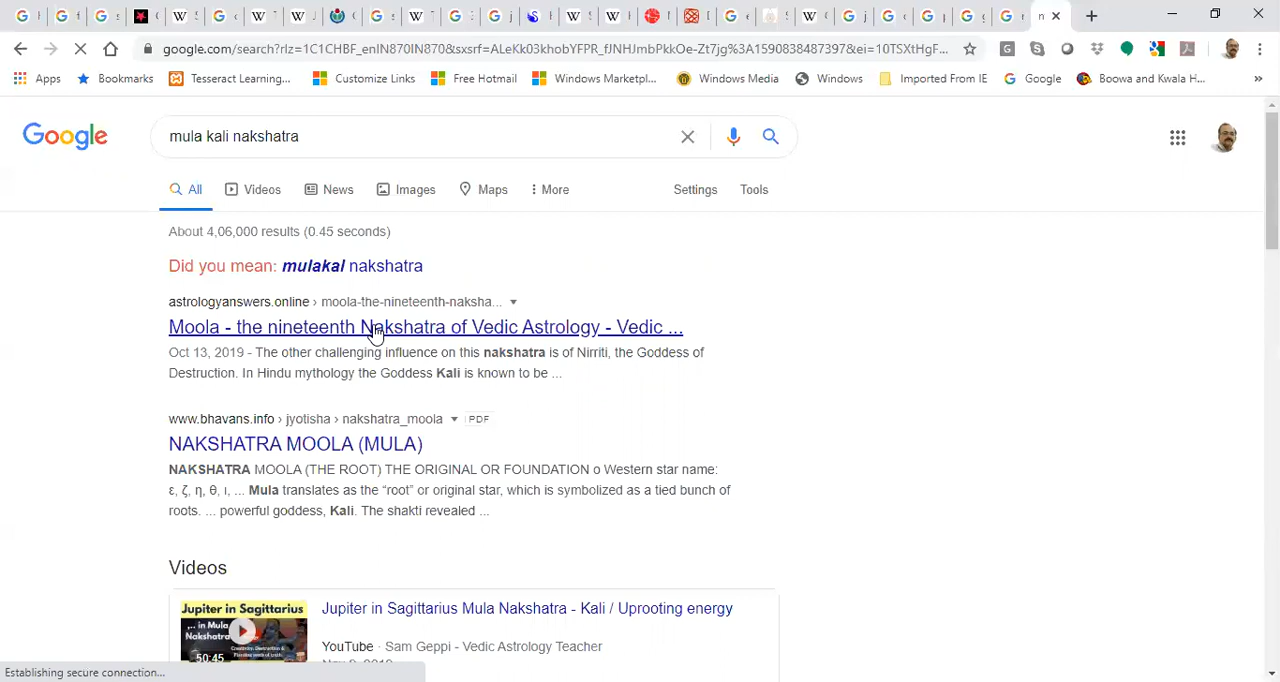 google.com/search?rlz=1C1CHBF_enIN870IN870&sxsrf=ALeKk03khobYFPR_fJNHJmbPkkOe-Zt7jg%3A1590838487397&ei=10TSXtHgF...
Apps Bookmarks Tesseract Learning... Customize Links Free Hotmail Windows Marketpl... Windows Media Windows Imported From IE Google Boowa and Kwala H... »
Google mula kali nakshatra
All Videos News Images Maps More Settings Tools
About 4,06,000 results (0.45 seconds)
Did you mean: mulakal nakshatra
astrologyanswers.online › moola-the-nineteenth-naksha...
Moola - the nineteenth Nakshatra of Vedic Astrology - Vedic ...
Oct 13, 2019 - The other challenging influence on this nakshatra is of Nirriti, the Goddess of
Destruction. In Hindu mythology the Goddess Kali is known to be ...
www.bhavans.info › jyotisha › nakshatra_moola PDF
NAKSHATRA MOOLA (MULA)
NAKSHATRA MOOLA (THE ROOT) THE ORIGINAL OR FOUNDATION o Western star name:
ε, ζ, η, θ, ι, ... Mula translates as the “root” or original star, which is symbolized as a tied bunch of
roots. ... powerful goddess, Kali. The shakti revealed ...
Videos
Jupiter in Sagittarius
... in Mula
Nakshatra
50:45
Jupiter in Sagittarius Mula Nakshatra - Kali / Uprooting energy
YouTube · Sam Geppi - Vedic Astrology Teacher
Establishing secure connection...